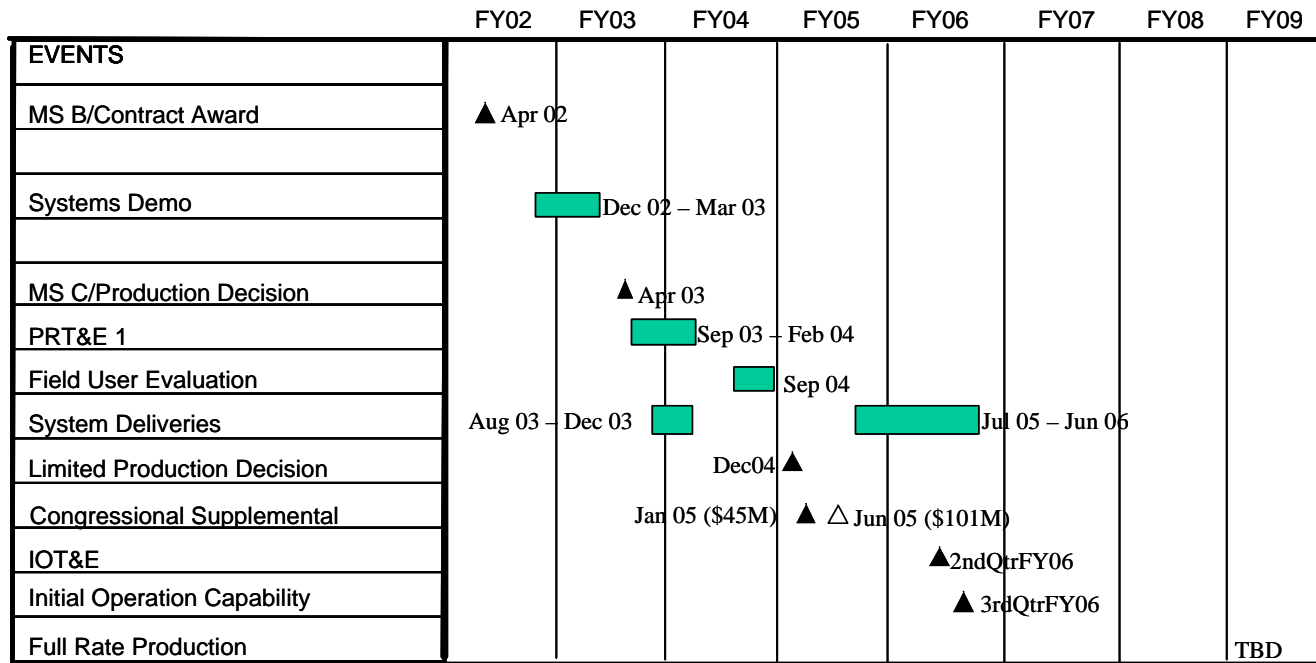 FY02 FY03 FY04 FY05 FY06 FY07 FY08 FY09
EVENTS
MS B/Contract Award Apr 02
Systems Demo Dec 02 – Mar 03
MS C/Production Decision Apr 03
PRT&E 1 Sep 03 – Feb 04
Field User Evaluation Sep 04
System Deliveries Aug 03 – Dec 03 Jul 05 – Jun 06
Limited Production Decision Dec04
Congressional Supplemental Jan 05 ($45M) Jun 05 ($101M)
IOT&E 2ndQtrFY06
Initial Operation Capability 3rdQtrFY06
Full Rate Production TBD